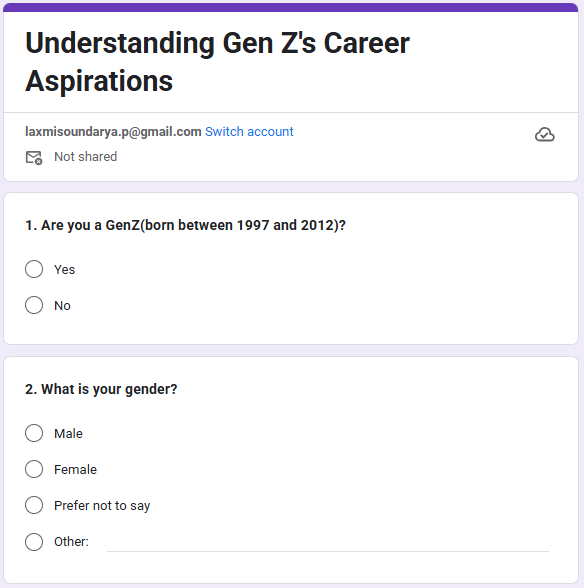 Understanding Gen Z's Career
Aspirations
laxmisoundarya.p@gmail.com Switch account
Not shared
1. Are you a GenZ(born between 1997 and 2012)?
Yes
No
2. What is your gender?
Male
Female
Prefer not to say
Other: